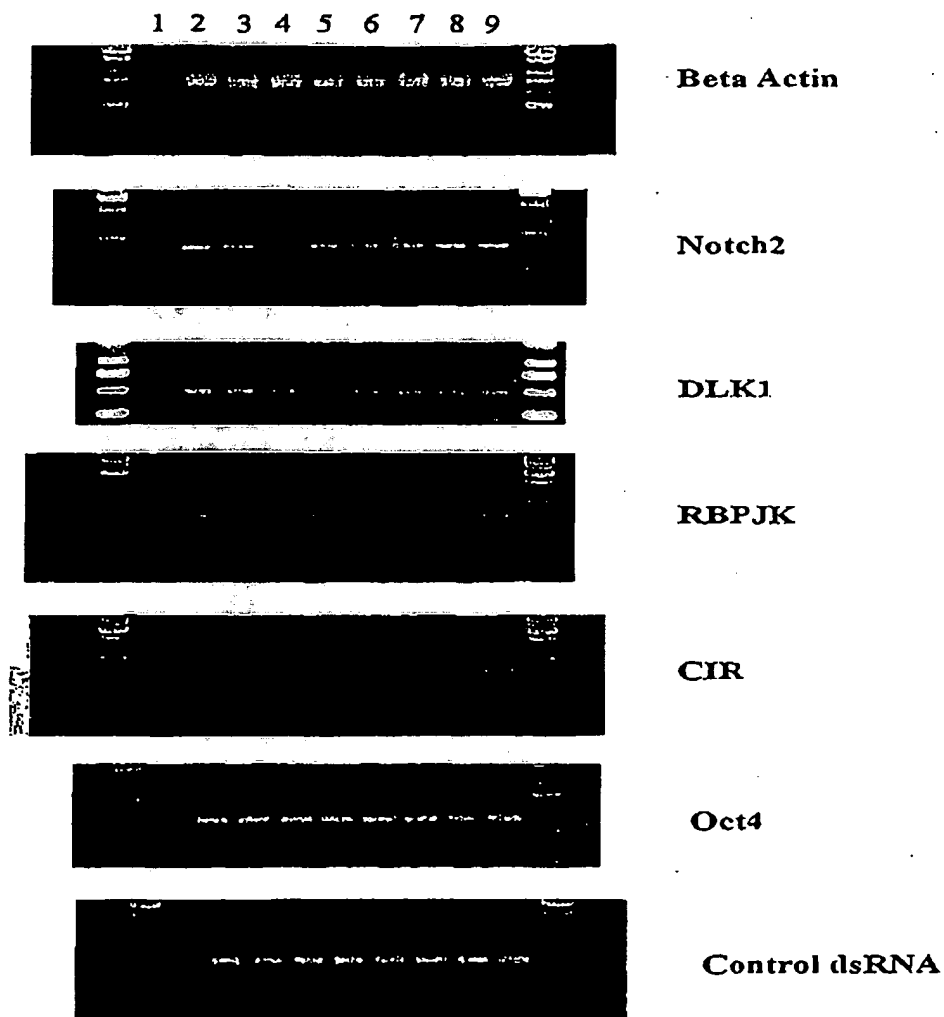 1 2 3 4 5 6 7 8 9
Beta Actin
Notch2
DLK1
RBPJK
CIR
Oct4
Control dsRNA